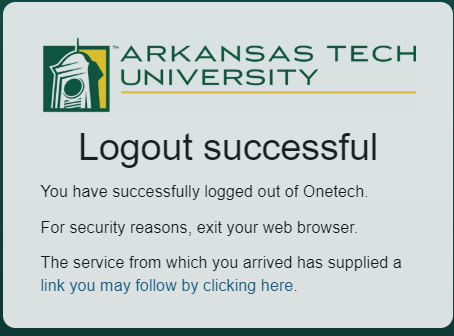 ARKANSAS TECH
UNIVERSITY
Logout successful
You have successfully logged out of Onetech.
For security reasons, exit your web browser.
The service from which you arrived has supplied a
link you may follow by clicking here.